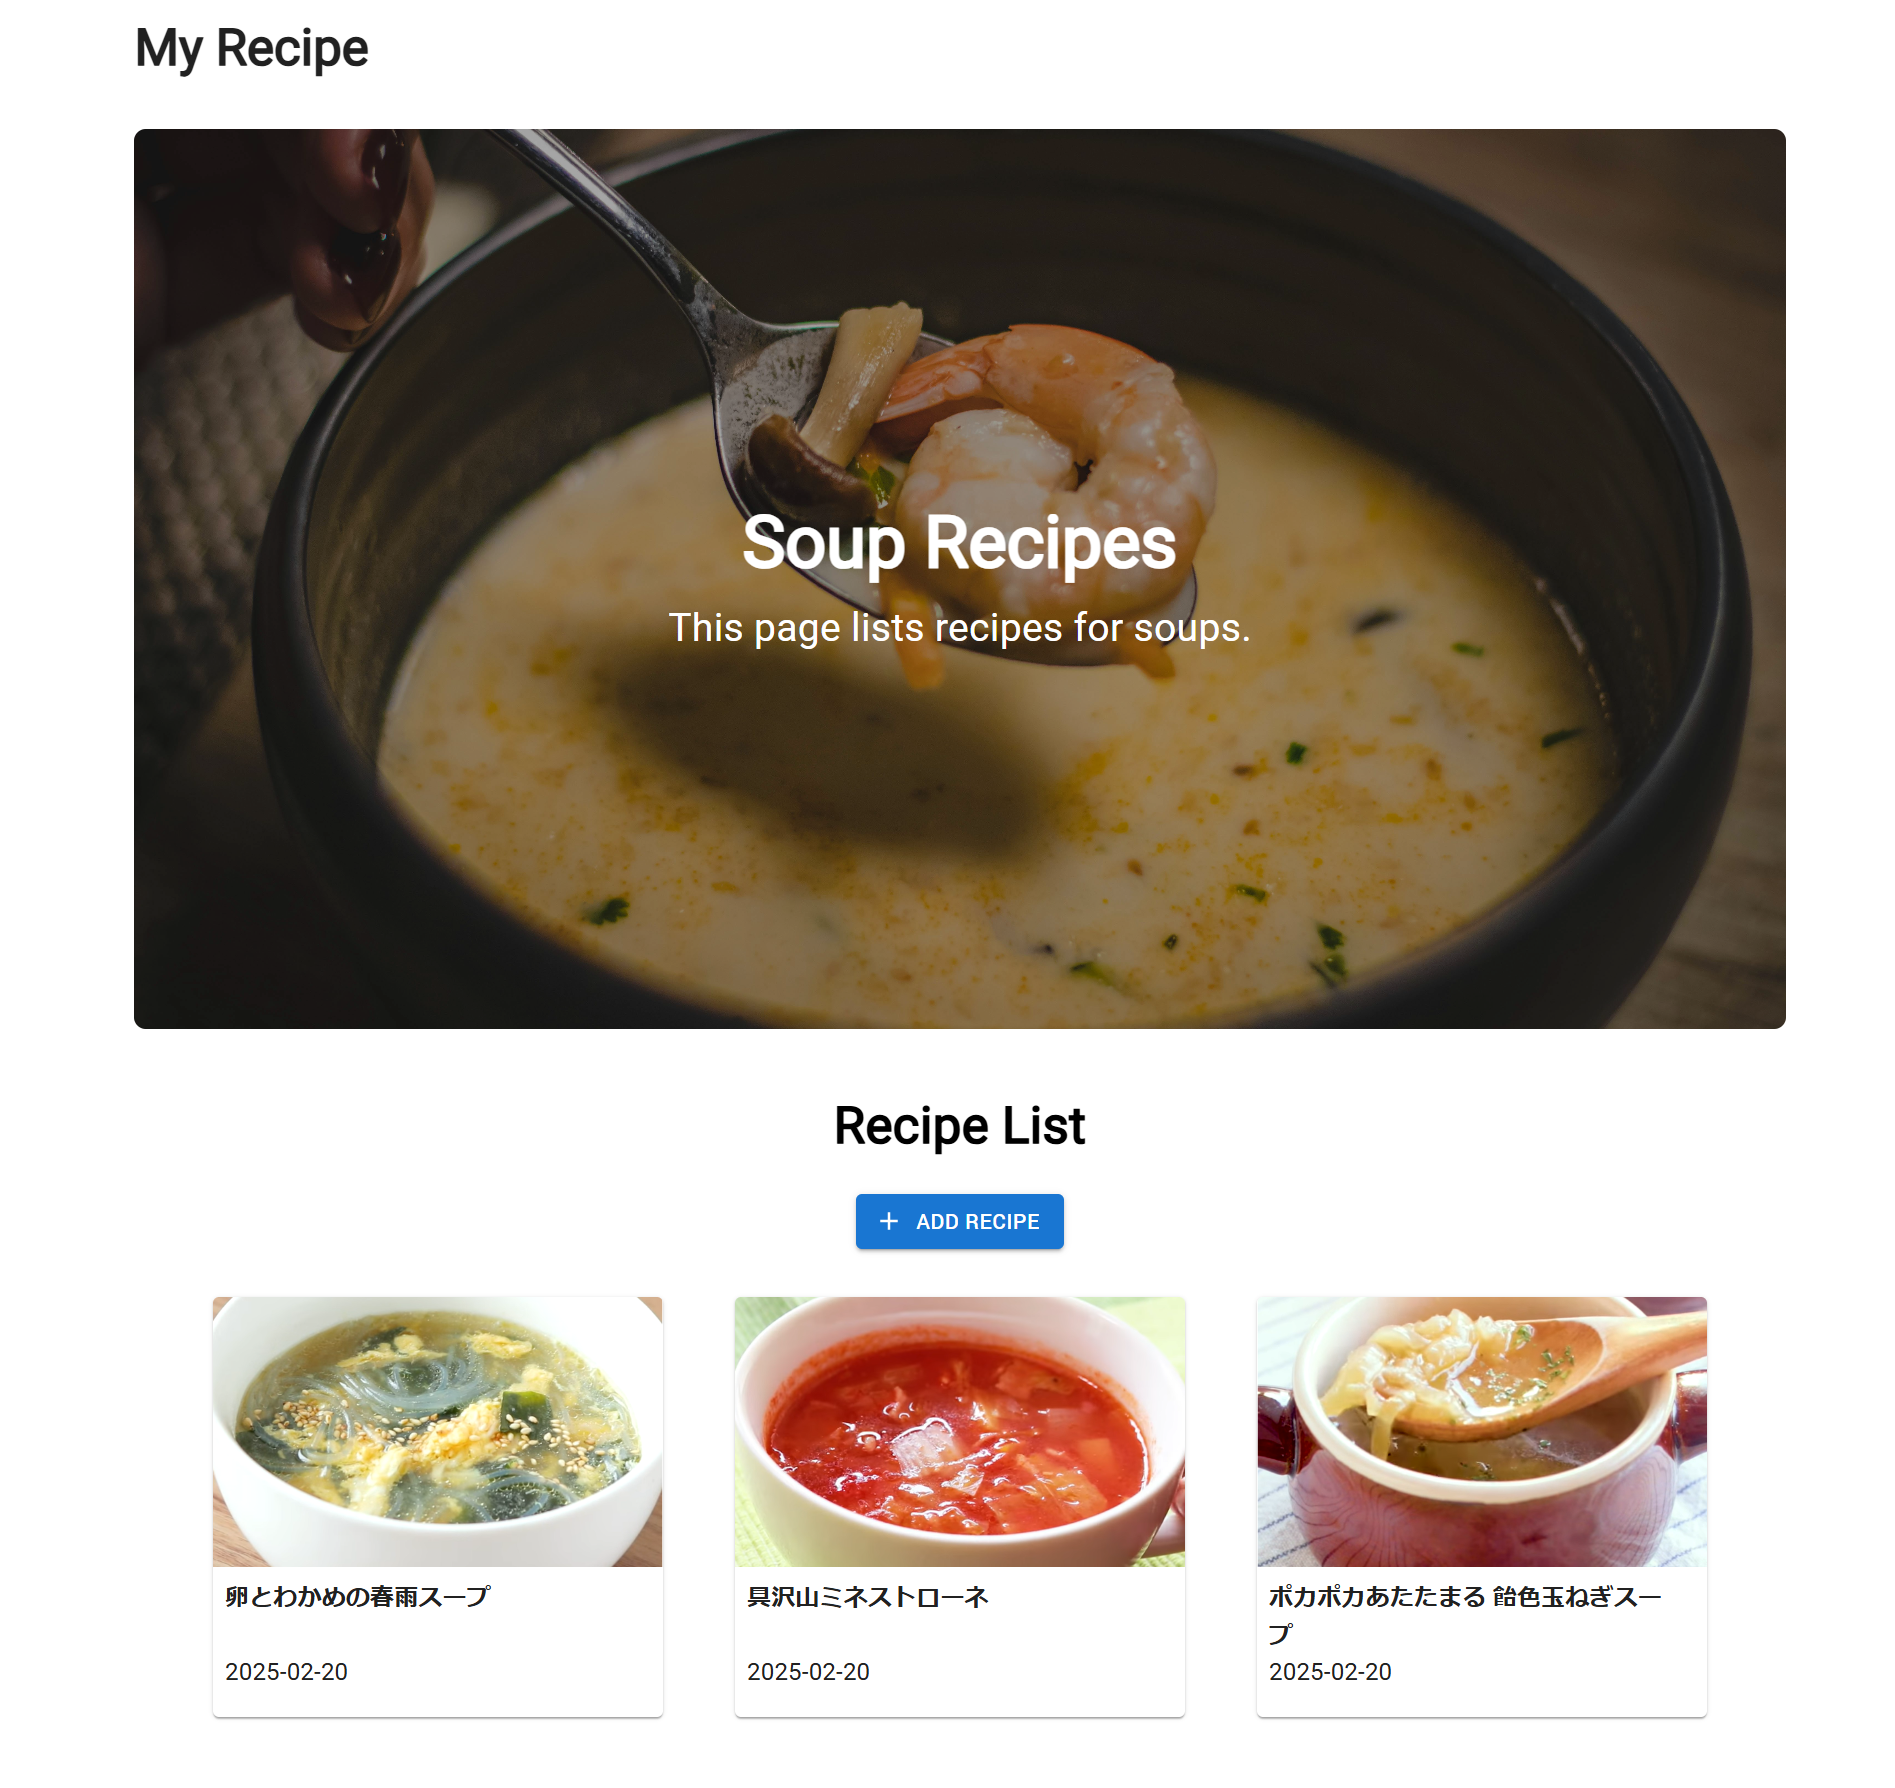 My Recipe
Soup Recipes
This page lists recipes for soups.
Recipe List
+ ADD RECIPE
卵とわかめの春雨スープ
2025-02-20
具沢山ミネストローネ
2025-02-20
ポカポカあたたまる 飴色玉ねぎスー
プ
2025-02-20